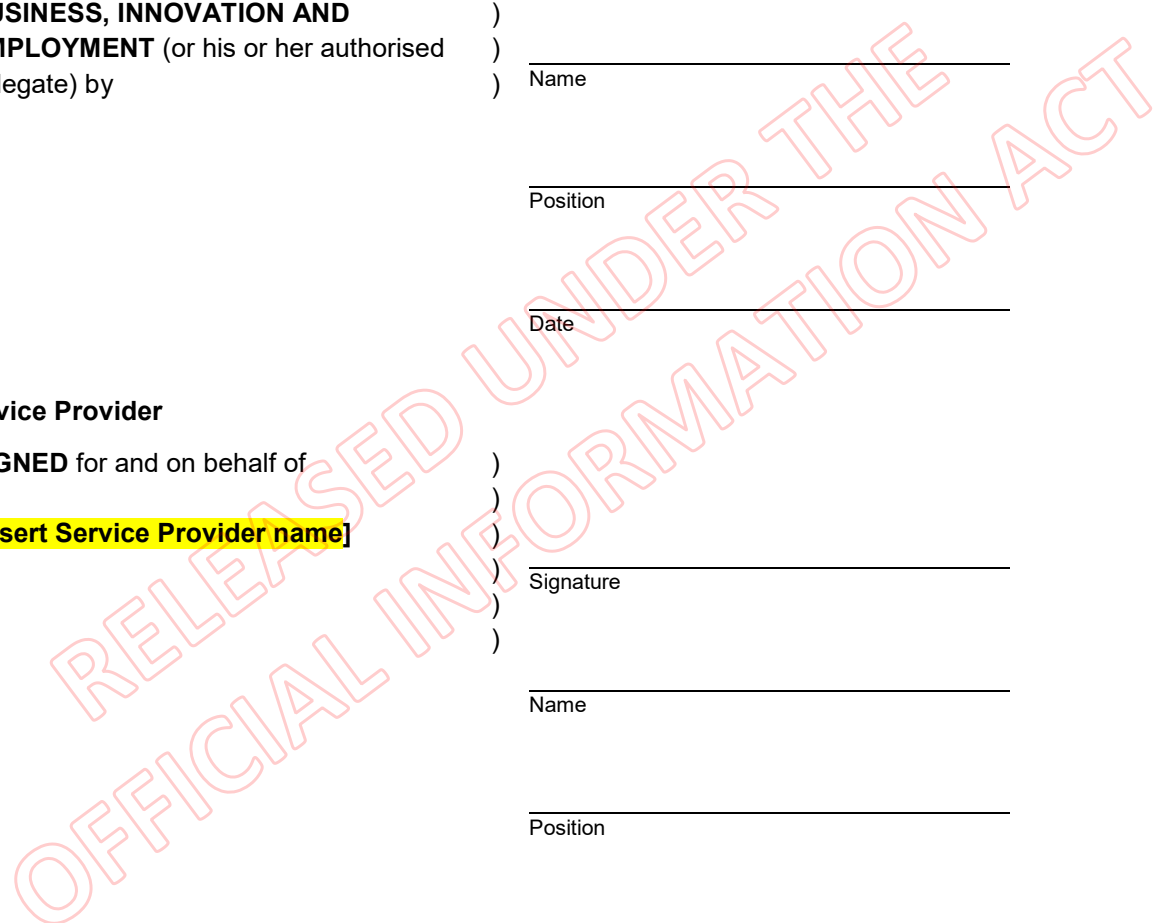 USINESS, INNOVATION AND )
MPLOYMENT (or his or her authorised )
legate) by )
Name
Position
Date
vice Provider
GNED for and on behalf of )
)
sert Service Provider name] )
)
Signature
)
)
Name
Position
RELEASED UNDER THE
OFFICIAL INFORMATION ACT